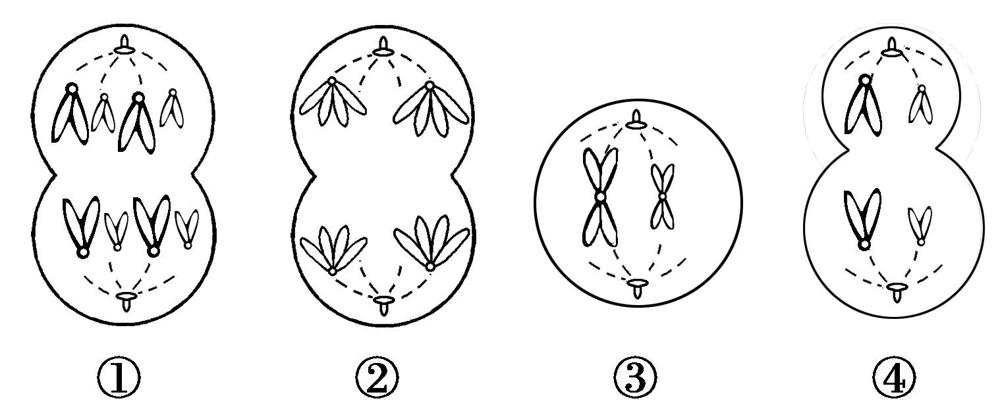 ① ② ③ ④